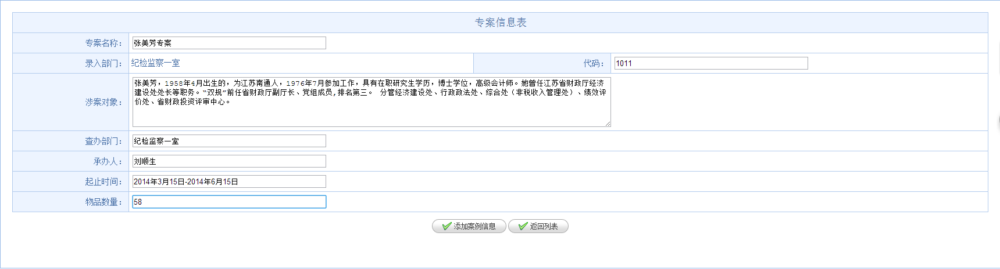 专案信息表
专案名称： 张美芳专案
录入部门： 纪检监察一室 代码： 1011
涉案对象： 张美芳，1958年4月出生的，为江苏南通人，1976年7月参加工作，具有在职研究生学历，博士学位，高级会计师。她曾任江苏省财政厅经济
建设处处长等职务。“双规”前任省财政厅副厅长、党组成员,排名第三。 分管经济建设处、行政政法处、综合处（非税收入管理处）、绩效评
价处、省财政投资评审中心。
查办部门： 纪检监察一室
承办人： 刘顺生
起止时间： 2014年3月15日-2014年6月15日
物品数量： 58
添加案例信息 返回列表